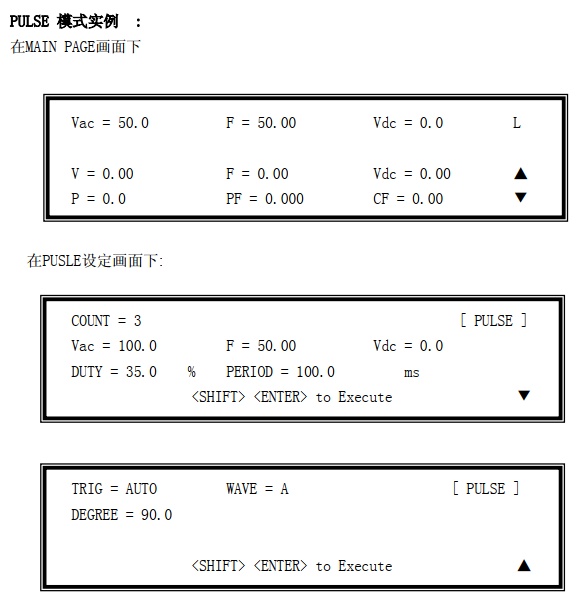 PULSE 模式实例 :
在MAIN PAGE画面下
Vac = 50.0 F = 50.00 Vdc = 0.0 L
V = 0.00 F = 0.00 Vdc = 0.00 ▲
P = 0.0 PF = 0.000 CF = 0.00 ▼
在PUSLE设定画面下:
COUNT = 3 [ PULSE ]
Vac = 100.0 F = 50.00 Vdc = 0.0
DUTY = 35.0 % PERIOD = 100.0 ms
<SHIFT> <ENTER> to Execute ▼
TRIG = AUTO WAVE = A [ PULSE ]
DEGREE = 90.0
<SHIFT> <ENTER> to Execute ▲